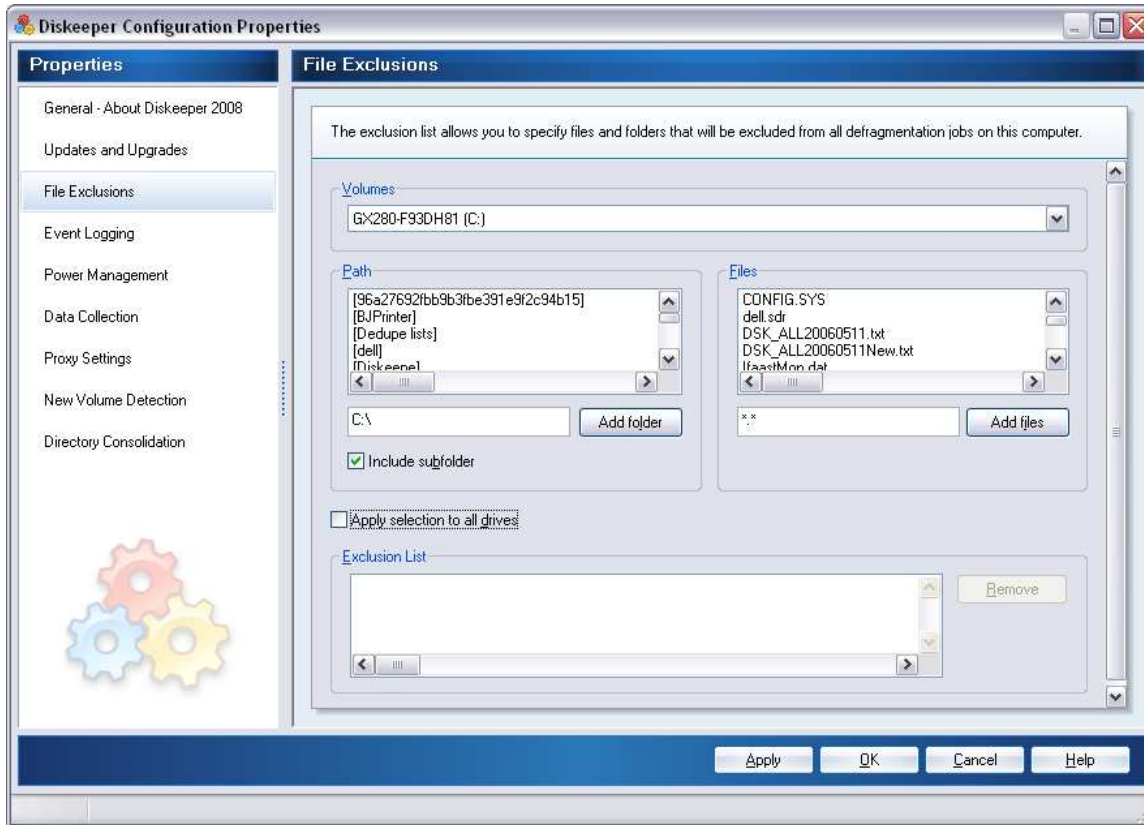 Diskeeper Configuration Properties
Properties
General - About Diskeeper 2008
Updates and Upgrades
File Exclusions
Event Logging
Power Management
Data Collection
Proxy Settings
New Volume Detection
Directory Consolidation
File Exclusions
The exclusion list allows you to specify files and folders that will be excluded from all defragmentation jobs on this computer.
Volumes
GX280-F93DH81 (C:)
Path
[96a27692fbb9b3fbe391e9f2c94b15]
[BJPrinter]
[Dedupe lists]
[dell]
[Diskeepe]
C:\
Add folder
Include subfolder
Files
CONFIG.SYS
dell.sdr
DSK_ALL20060511.txt
DSK_ALL20060511New.txt
IfaastMon.dat
*.*
Add files
Apply selection to all drives
Exclusion List
Remove
Apply
OK
Cancel
Help